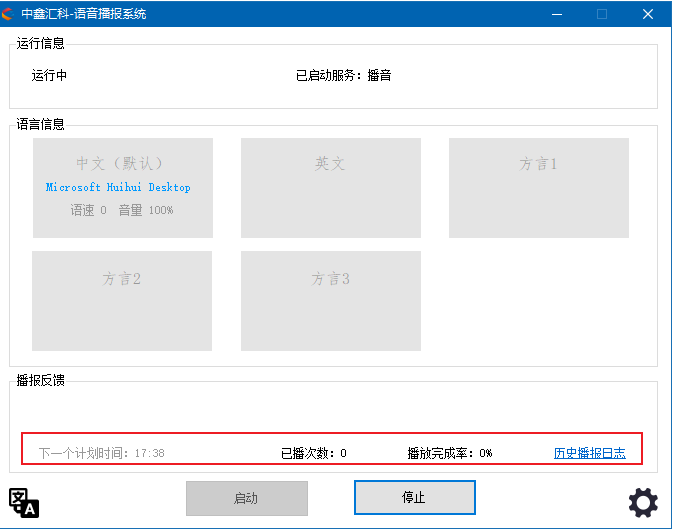 中鑫汇科-语音播报系统
运行信息
运行中 已启动服务：播音
语言信息
中文（默认） 英文 方言1
Microsoft Huihui Desktop
语速 0 音量 100%
方言2 方言3
播报反馈
下一个计划时间：17:38 已播次数：0 播放完成率：0% 历史播报日志
文 A 启动 停止